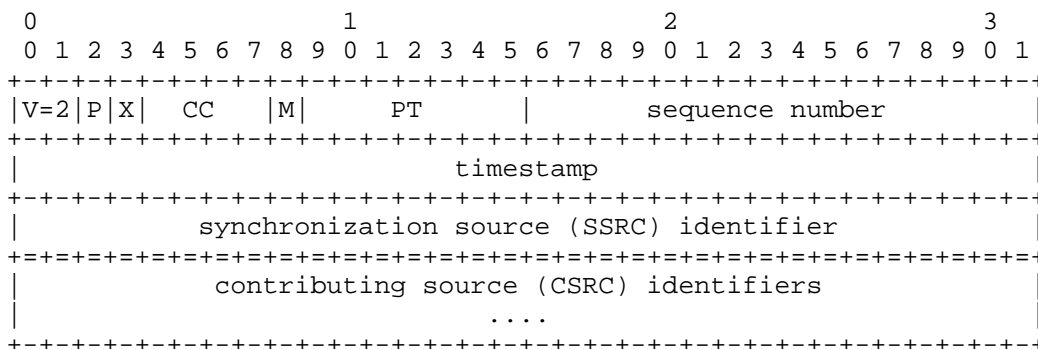 0                   1                   2                   3
 0 1 2 3 4 5 6 7 8 9 0 1 2 3 4 5 6 7 8 9 0 1 2 3 4 5 6 7 8 9 0 1
+-+-+-+-+-+-+-+-+-+-+-+-+-+-+-+-+-+-+-+-+-+-+-+-+-+-+-+-+-+-+-+-+
|V=2|P|X|  CC   |M|     PT      |       sequence number         |
+-+-+-+-+-+-+-+-+-+-+-+-+-+-+-+-+-+-+-+-+-+-+-+-+-+-+-+-+-+-+-+-+
|                           timestamp                           |
+-+-+-+-+-+-+-+-+-+-+-+-+-+-+-+-+-+-+-+-+-+-+-+-+-+-+-+-+-+-+-+-+
|           synchronization source (SSRC) identifier            |
+=+=+=+=+=+=+=+=+=+=+=+=+=+=+=+=+=+=+=+=+=+=+=+=+=+=+=+=+=+=+=+=+
|            contributing source (CSRC) identifiers             |
|                             ....                              |
+-+-+-+-+-+-+-+-+-+-+-+-+-+-+-+-+-+-+-+-+-+-+-+-+-+-+-+-+-+-+-+-+